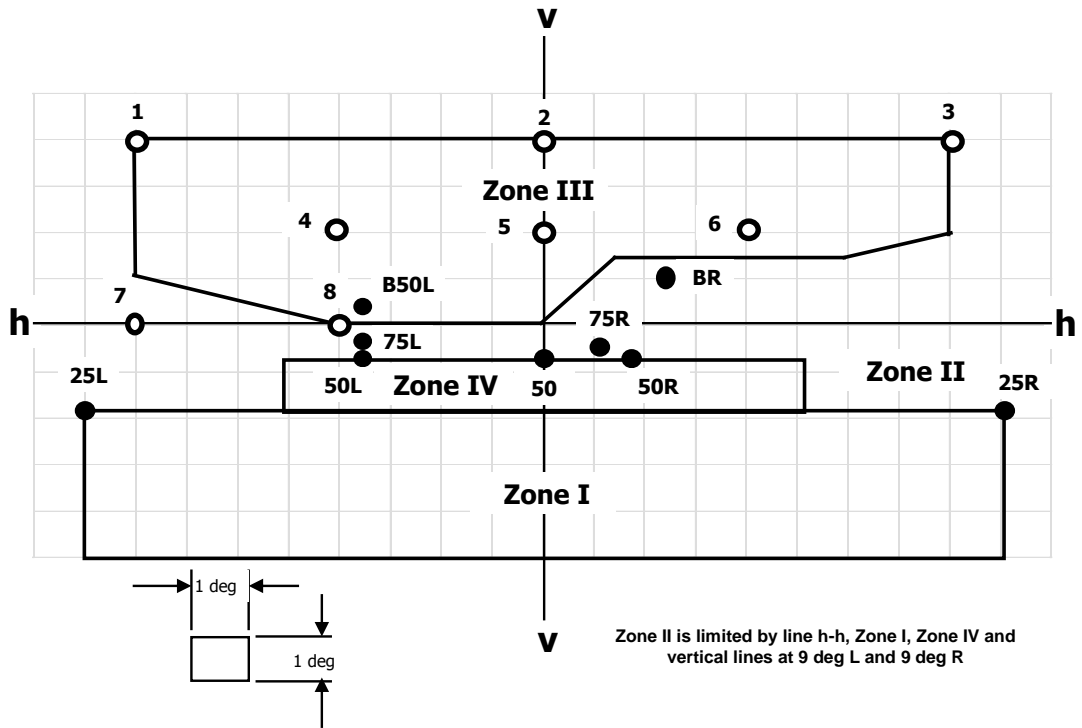 v
1
2
3
Zone III
4
5
6
B50L
BR
7
8
h
h
75R
75L
25L
50L
Zone IV
50
50R
Zone II
25R
Zone I
1 deg
1 deg
v
Zone II is limited by line h-h, Zone I, Zone IV and
vertical lines at 9 deg L and 9 deg R